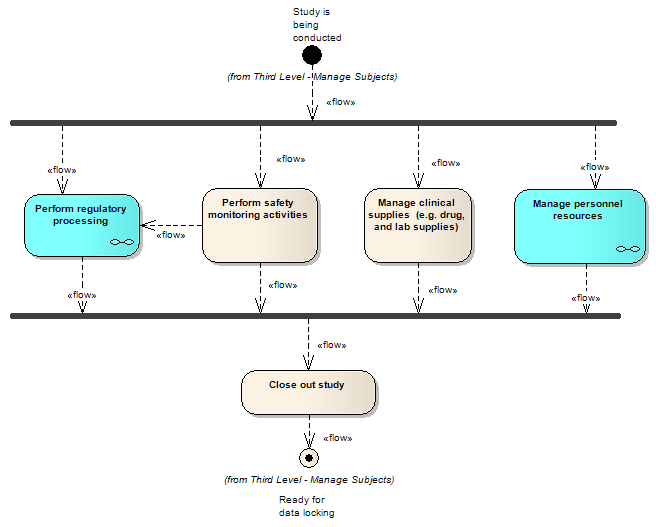 Study is
being
conducted
(from Third Level - Manage Subjects)
«flow»
«flow»
«flow»
«flow»
«flow»
Perform regulatory
processing
Perform safety
monitoring activities
Manage clinical
supplies (e.g. drug,
and lab supplies)
Manage personnel
resources
«flow»
«flow»
«flow»
«flow»
«flow»
«flow»
Close out study
«flow»
(from Third Level - Manage Subjects)
Ready for
data locking